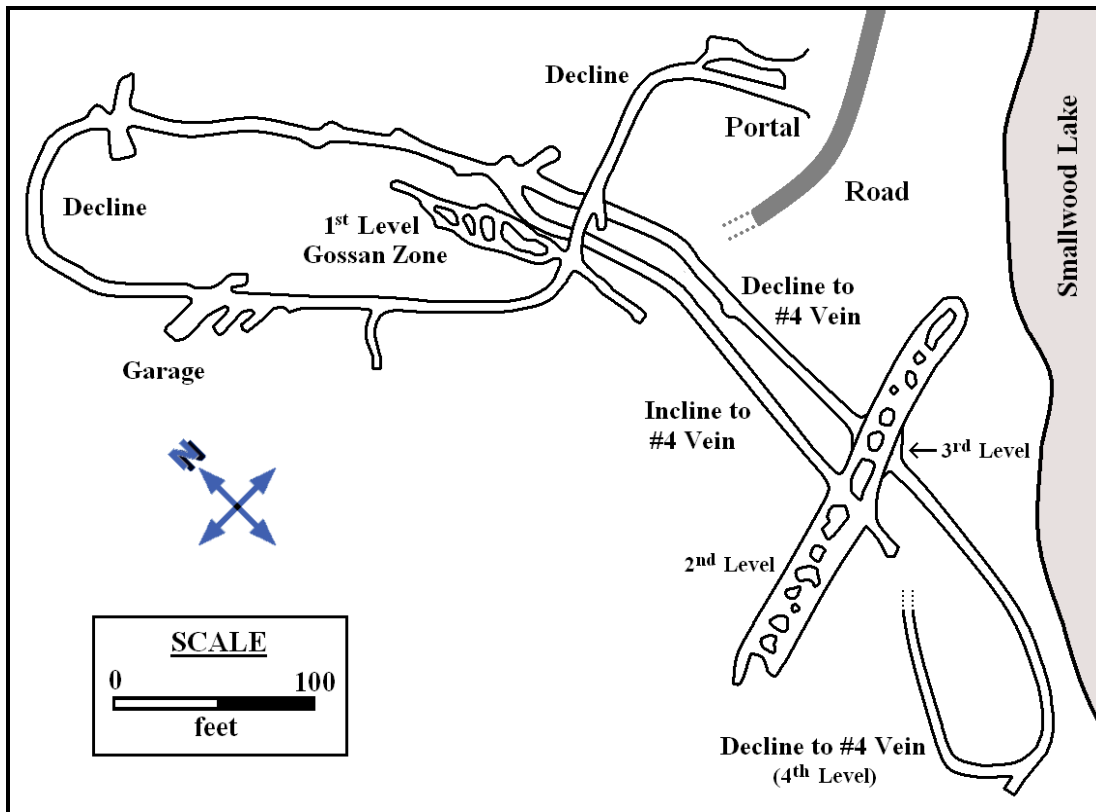 Decline
Portal
Road
Smallwood Lake
Decline
1st Level
Gossan Zone
Decline to
#4 Vein
Garage
Incline to
#4 Vein
3rd Level
N
2nd Level
SCALE
0 100
feet
Decline to #4 Vein
(4th Level)